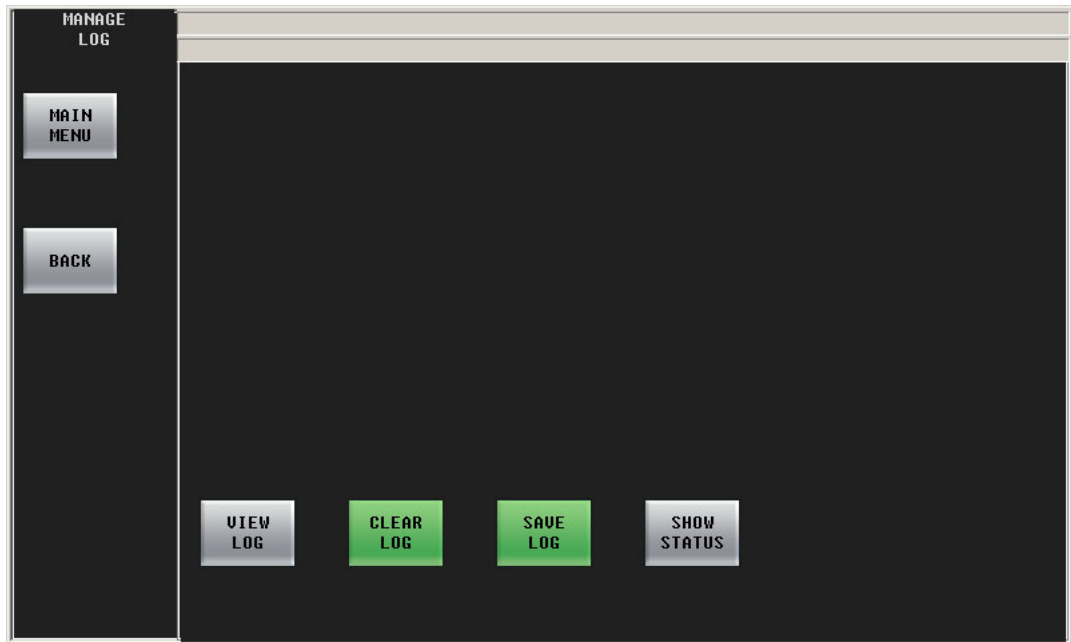 MANAGE
LOG
MAIN
MENU
BACK
VIEW
LOG
CLEAR
LOG
SAVE
LOG
SHOW
STATUS